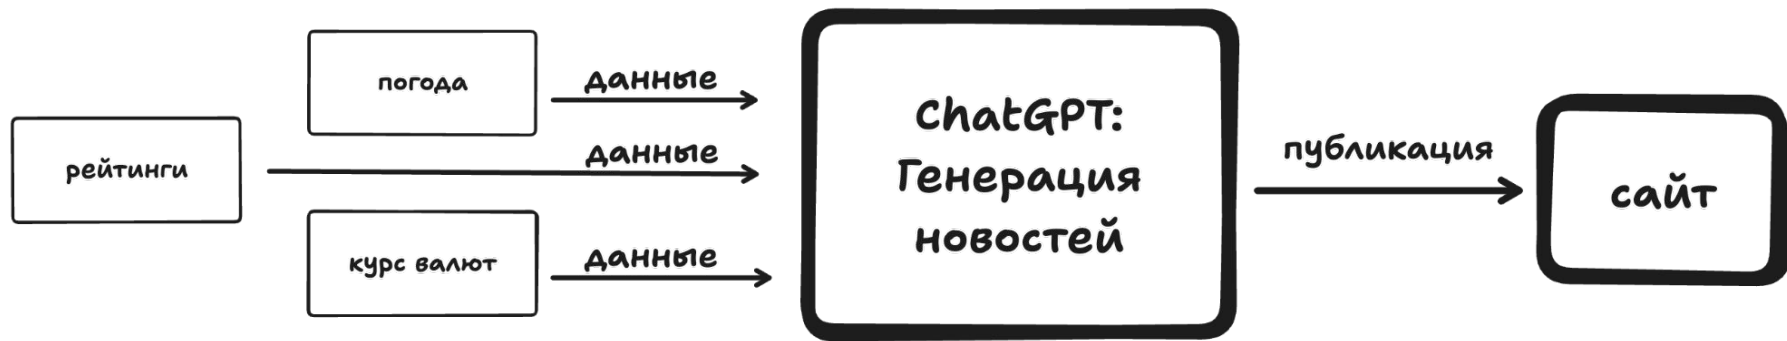 погода
данные
рейтинги
данные
курс валют
данные
ChatGPT:
Генерация
новостей
публикация
сайт